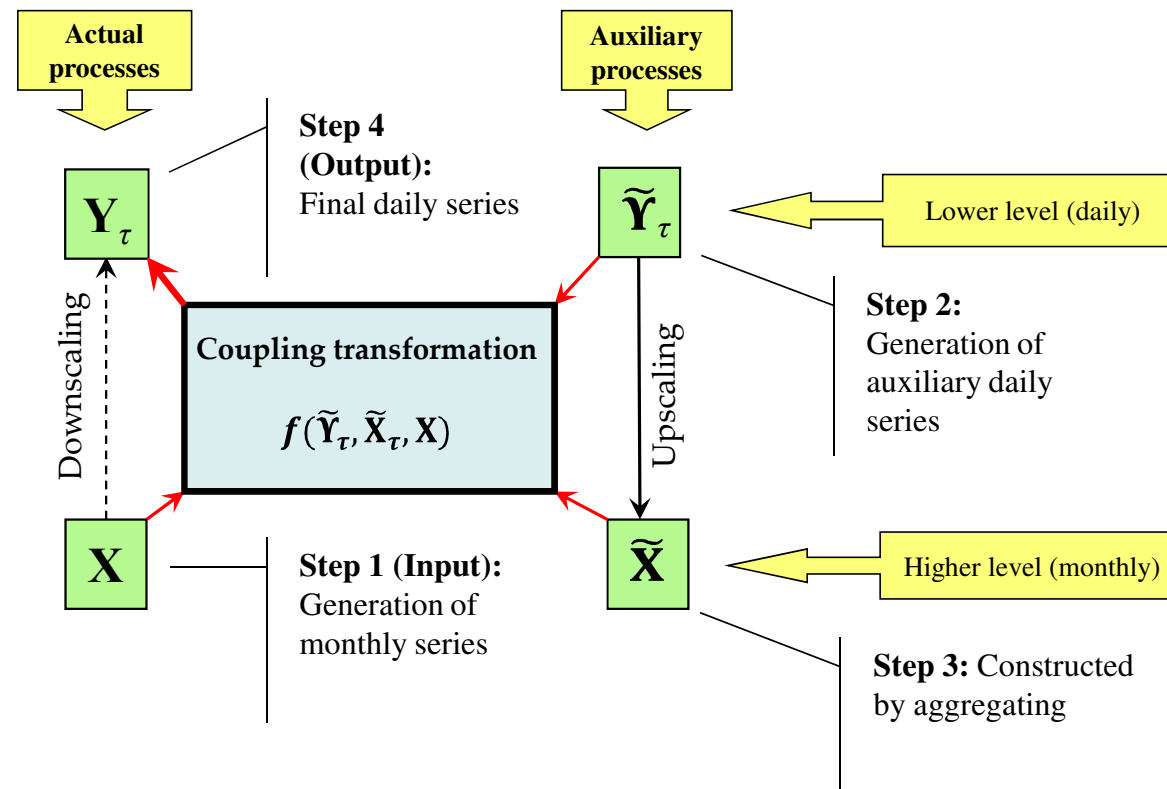 Actual
processes
Auxiliary
processes
Step 4
(Output):
Final daily series
Y_τ
Ỹ_τ
Lower level (daily)
Downscaling
Coupling transformation
f(Ỹ_τ, X̃_τ, X)
Upscaling
Step 2:
Generation of
auxiliary daily
series
X
Step 1 (Input):
Generation of
monthly series
X̃
Higher level (monthly)
Step 3: Constructed
by aggregating